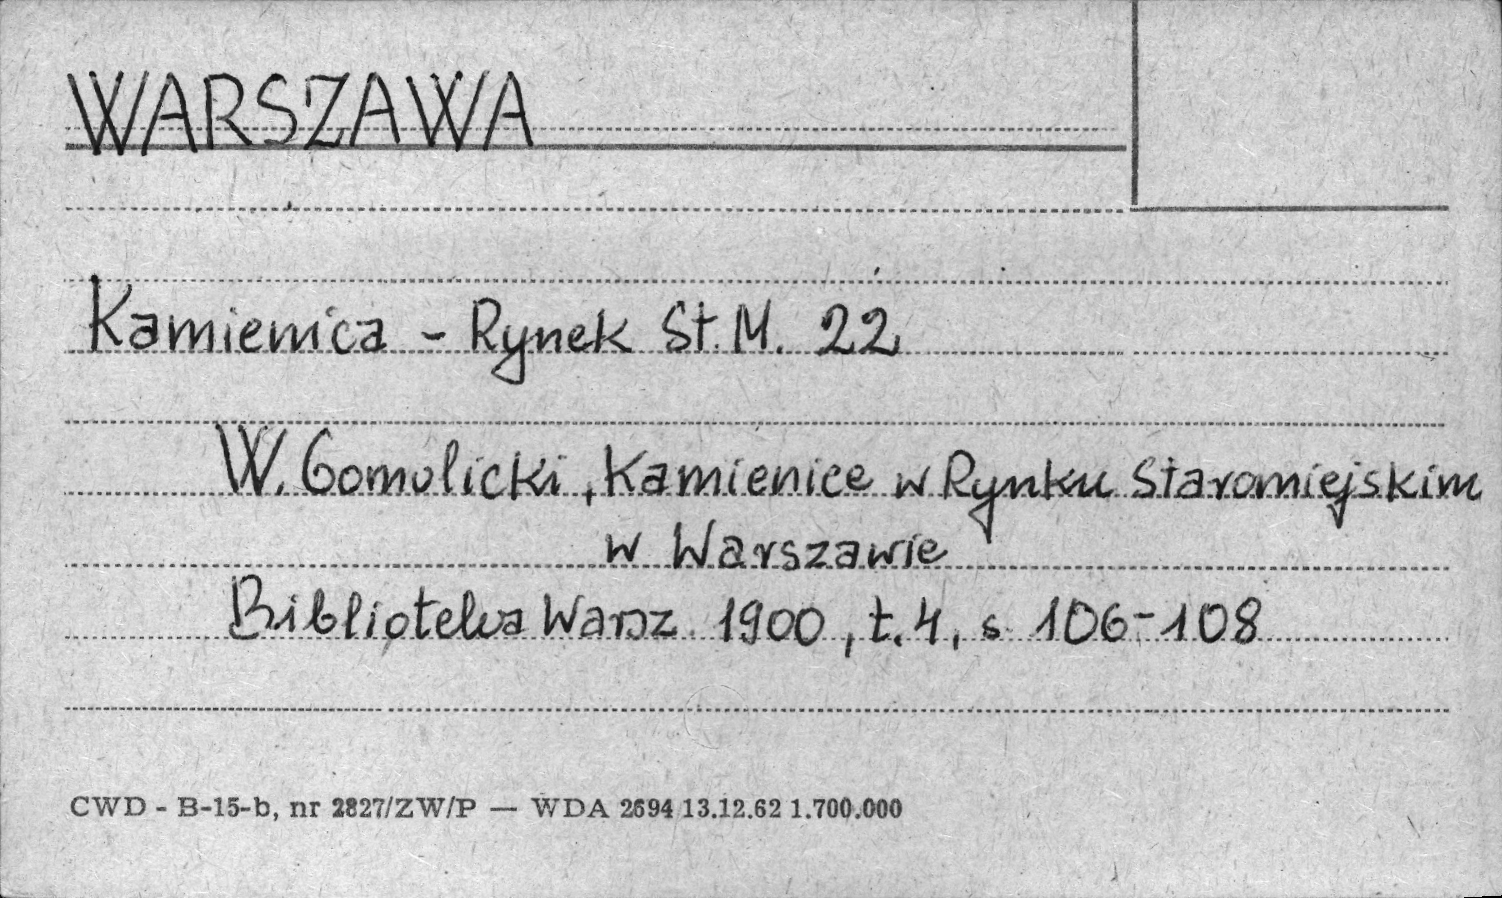 WARSZAWA
Kamienica - Rynek St. M. 22
W. Gomulicki, Kamienice w Rynku Staromiejskim
w Warszawie
Biblioteka Warsz. 1900, t. 4, s 106-108
CWD - B-15-b, nr 2827/ZW/P — WDA 2694 13.12.62 1.700.000